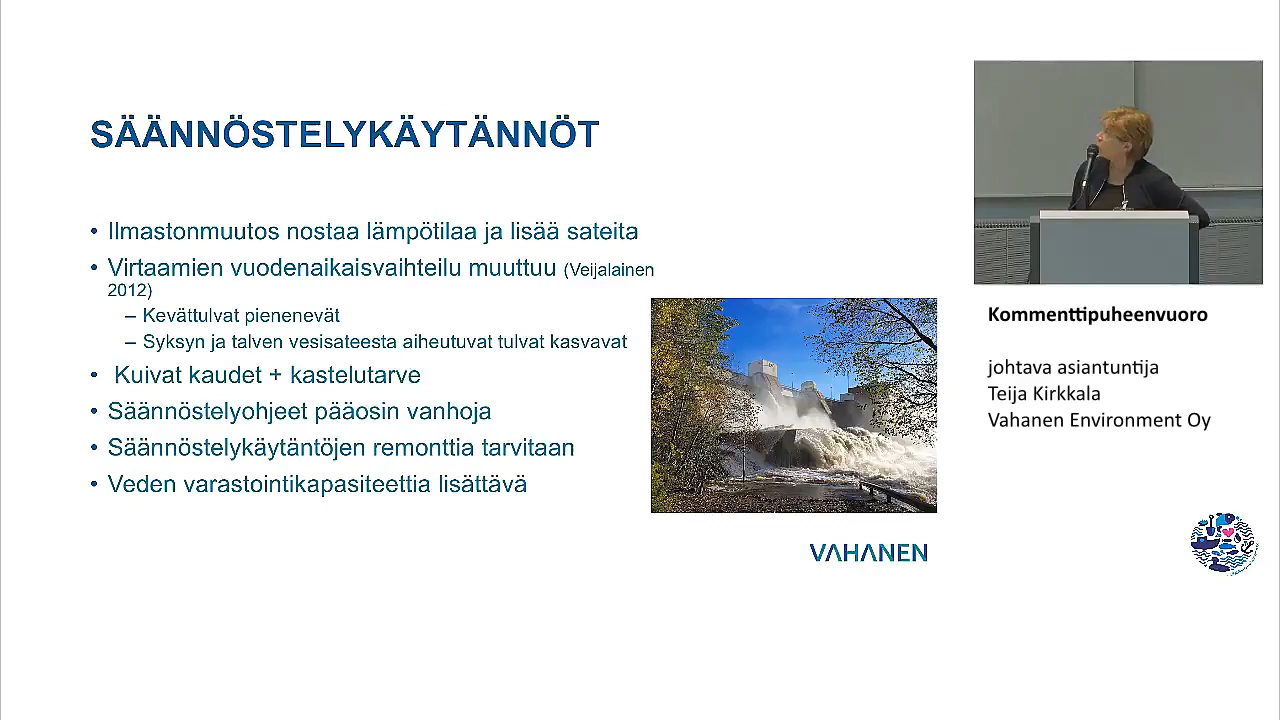 SÄÄNNÖSTELYKÄYTÄNNÖT
• Ilmastonmuutos nostaa lämpötilaa ja lisää sateita
• Virtaamien vuodenaikaisvaihteilu muuttuu (Veijalainen
2012)
– Kevättulvat pienenevät
– Syksyn ja talven vesisateesta aiheutuvat tulvat kasvavat
• Kuivat kaudet + kastelutarve
• Säännöstelyohjeet pääosin vanhoja
• Säännöstelykäytäntöjen remonttia tarvitaan
• Veden varastointikapasiteettia lisättävä
VAHANEN
Kommenttipuheenvuoro
johtava asiantuntija
Teija Kirkkala
Vahanen Environment Oy